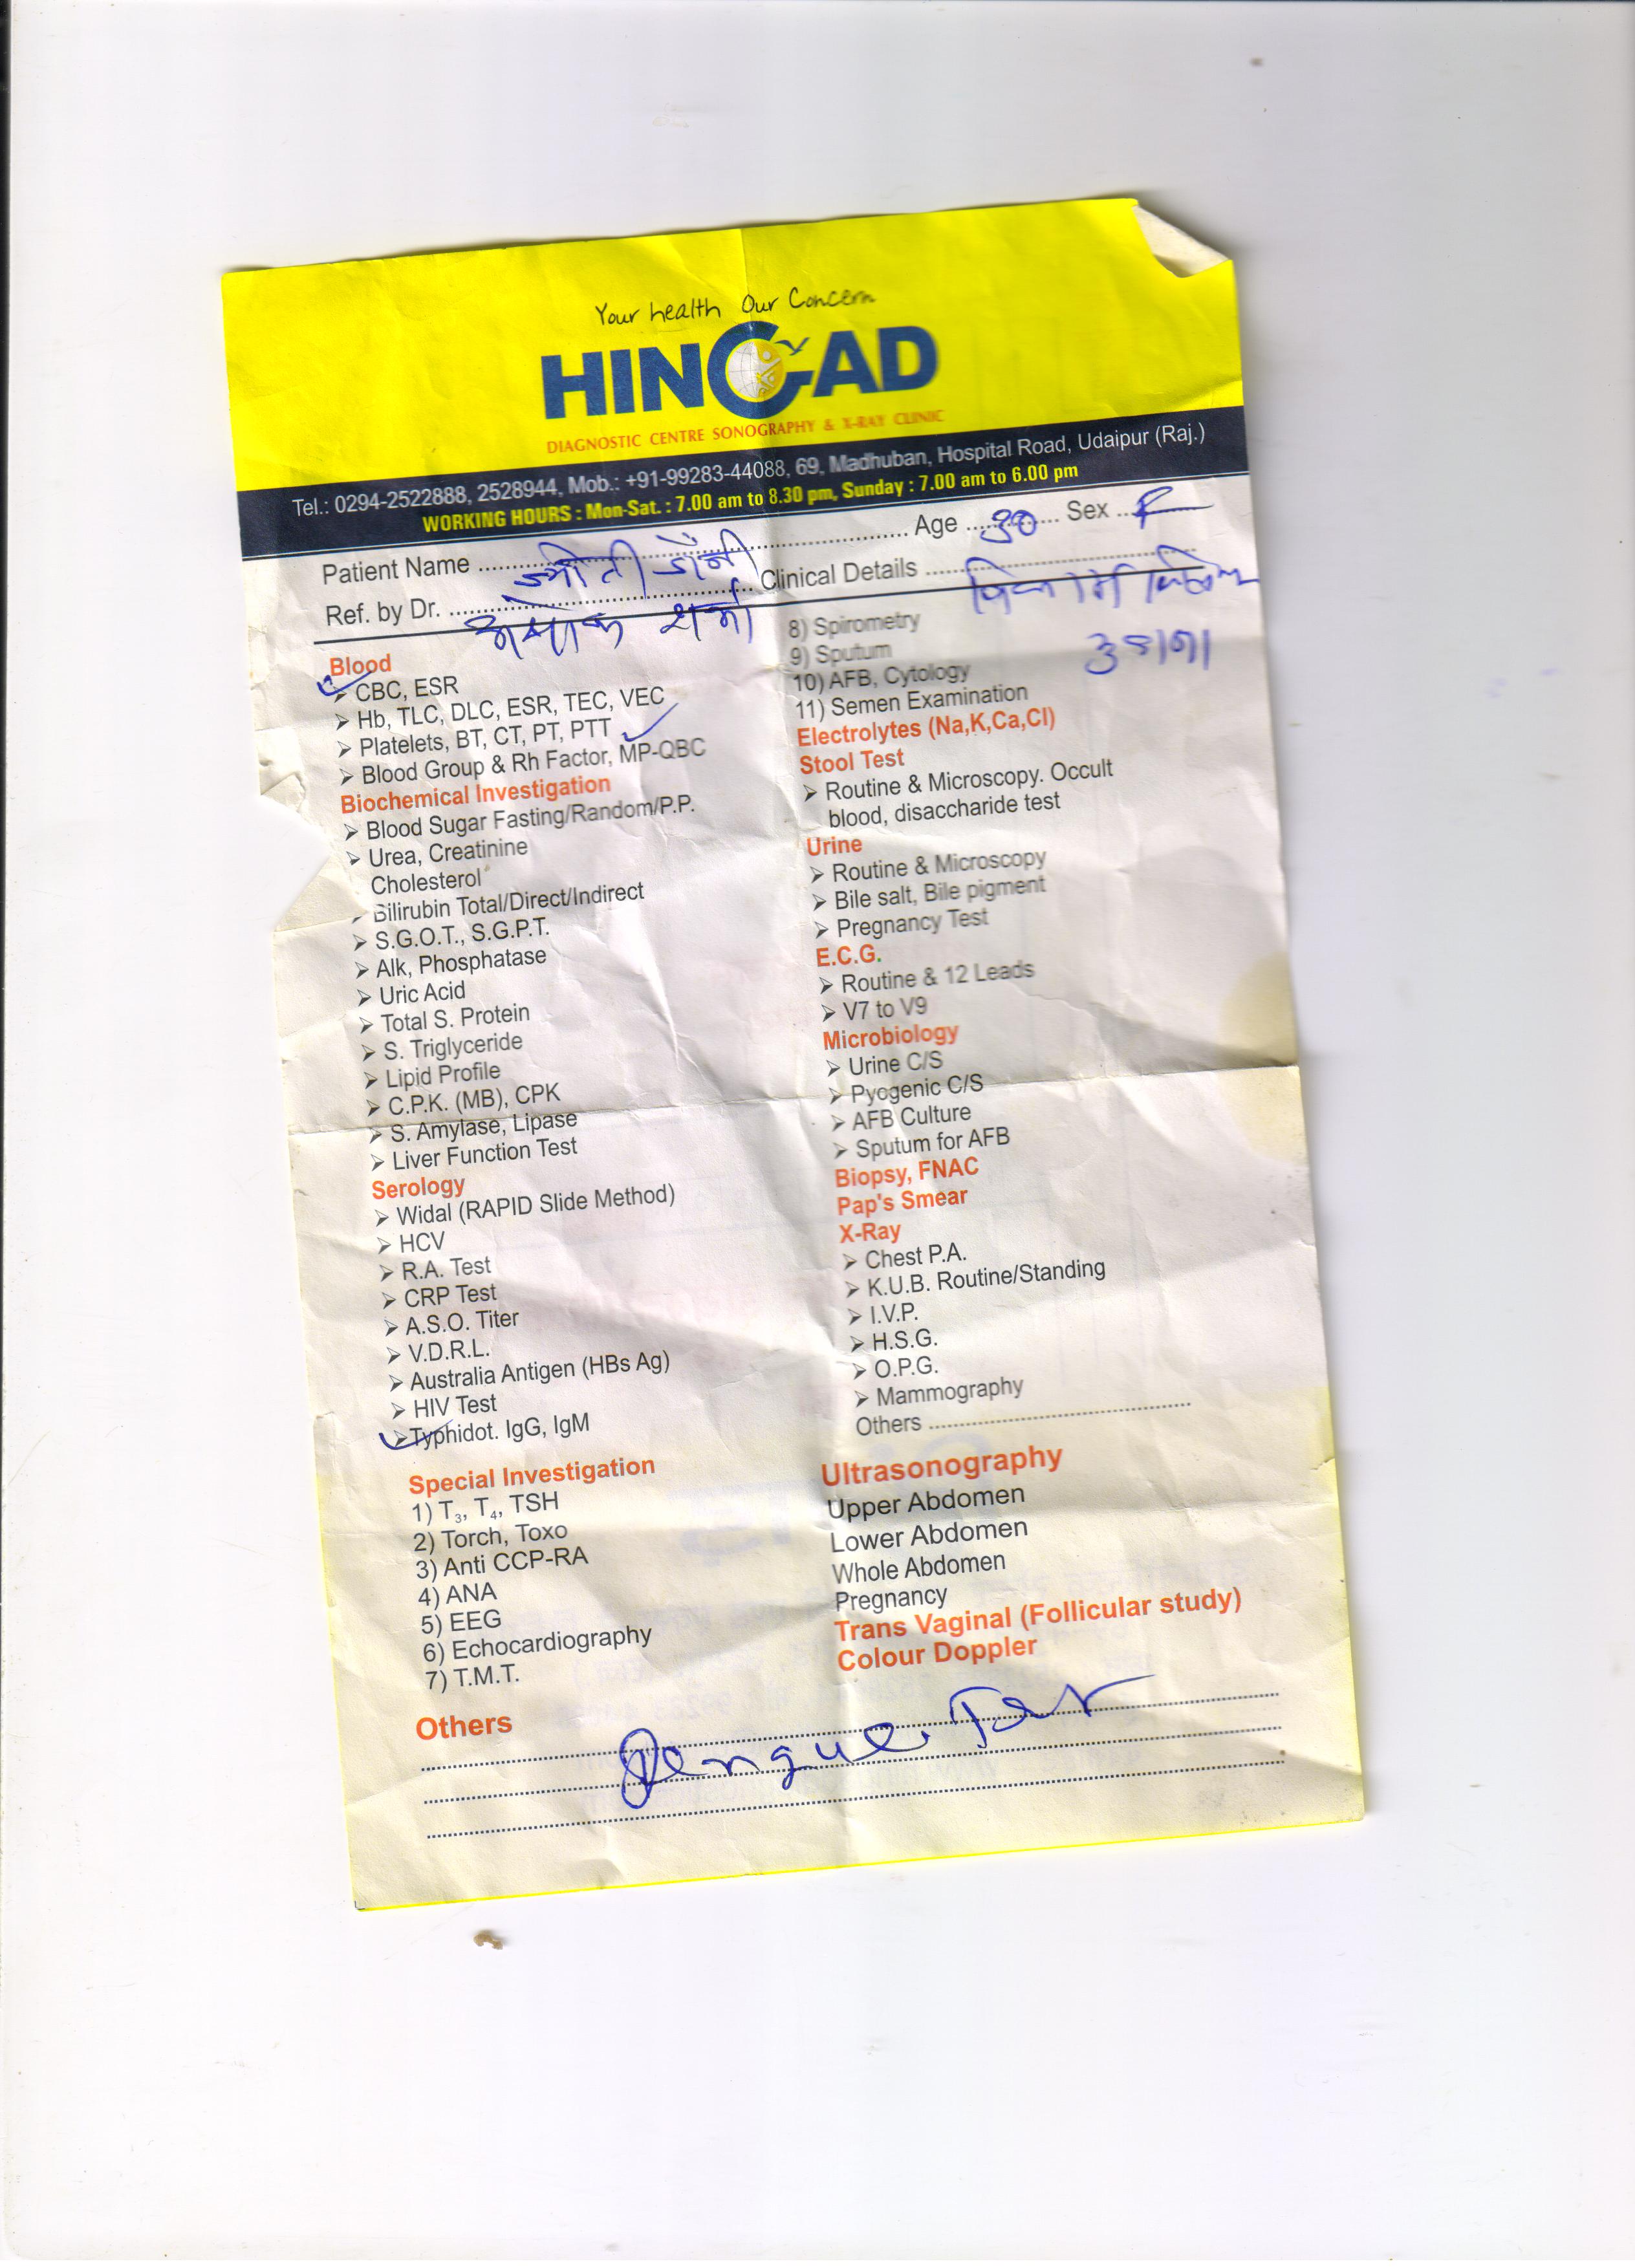 Your health Our Concern
HINGAD
DIAGNOSTIC CENTRE SONOGRAPHY & X-RAY CLINIC
Tel.: 0294-2522888, 2528944, Mob.: +91-99283-44088, 69, Madhuban, Hospital Road, Udaipur (Raj.)
WORKING HOURS : Mon-Sat. : 7.00 am to 8.30 pm, Sunday : 7.00 am to 6.00 pm
Patient Name ज्योती जैनी Age 30 Sex F
Ref. by Dr. शर्मा Clinical Details
Blood
CBC, ESR
Hb, TLC, DLC, ESR, TEC, VEC
Platelets, BT, CT, PT, PTT
Blood Group & Rh Factor, MP-QBC
Biochemical Investigation
Blood Sugar Fasting/Random/P.P.
Urea, Creatinine
Cholesterol
Bilirubin Total/Direct/Indirect
S.G.O.T., S.G.P.T.
Alk, Phosphatase
Uric Acid
Total S. Protein
S. Triglyceride
Lipid Profile
C.P.K. (MB), CPK
S. Amylase, Lipase
Liver Function Test
Serology
Widal (RAPID Slide Method)
HCV
R.A. Test
CRP Test
A.S.O. Titer
V.D.R.L.
Australia Antigen (HBs Ag)
HIV Test
Typhidot. IgG, IgM
Special Investigation
1) T3, T4, TSH
2) Torch, Toxo
3) Anti CCP-RA
4) ANA
5) EEG
6) Echocardiography
7) T.M.T.
8) Spirometry
9) Sputum
10) AFB, Cytology
11) Semen Examination
Electrolytes (Na,K,Ca,Cl)
Stool Test
Routine & Microscopy. Occult
blood, disaccharide test
Urine
Routine & Microscopy
Bile salt, Bile pigment
Pregnancy Test
E.C.G.
Routine & 12 Leads
V7 to V9
Microbiology
Urine C/S
Pyogenic C/S
AFB Culture
Sputum for AFB
Biopsy, FNAC
Pap's Smear
X-Ray
Chest P.A.
K.U.B. Routine/Standing
I.V.P.
H.S.G.
O.P.G.
Mammography
Others
Ultrasonography
Upper Abdomen
Lower Abdomen
Whole Abdomen
Pregnancy
Trans Vaginal (Follicular study)
Colour Doppler
Others
Dengue Test